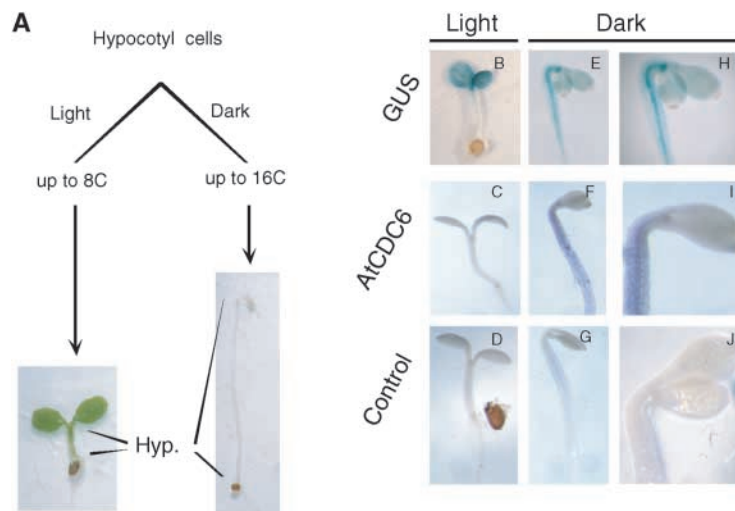 A
Hypocotyl cells
Light
Dark
up to 8C
up to 16C
Hyp.
Light
Dark
GUS
B
E
H
AtCDC6
C
F
I
Control
D
G
J